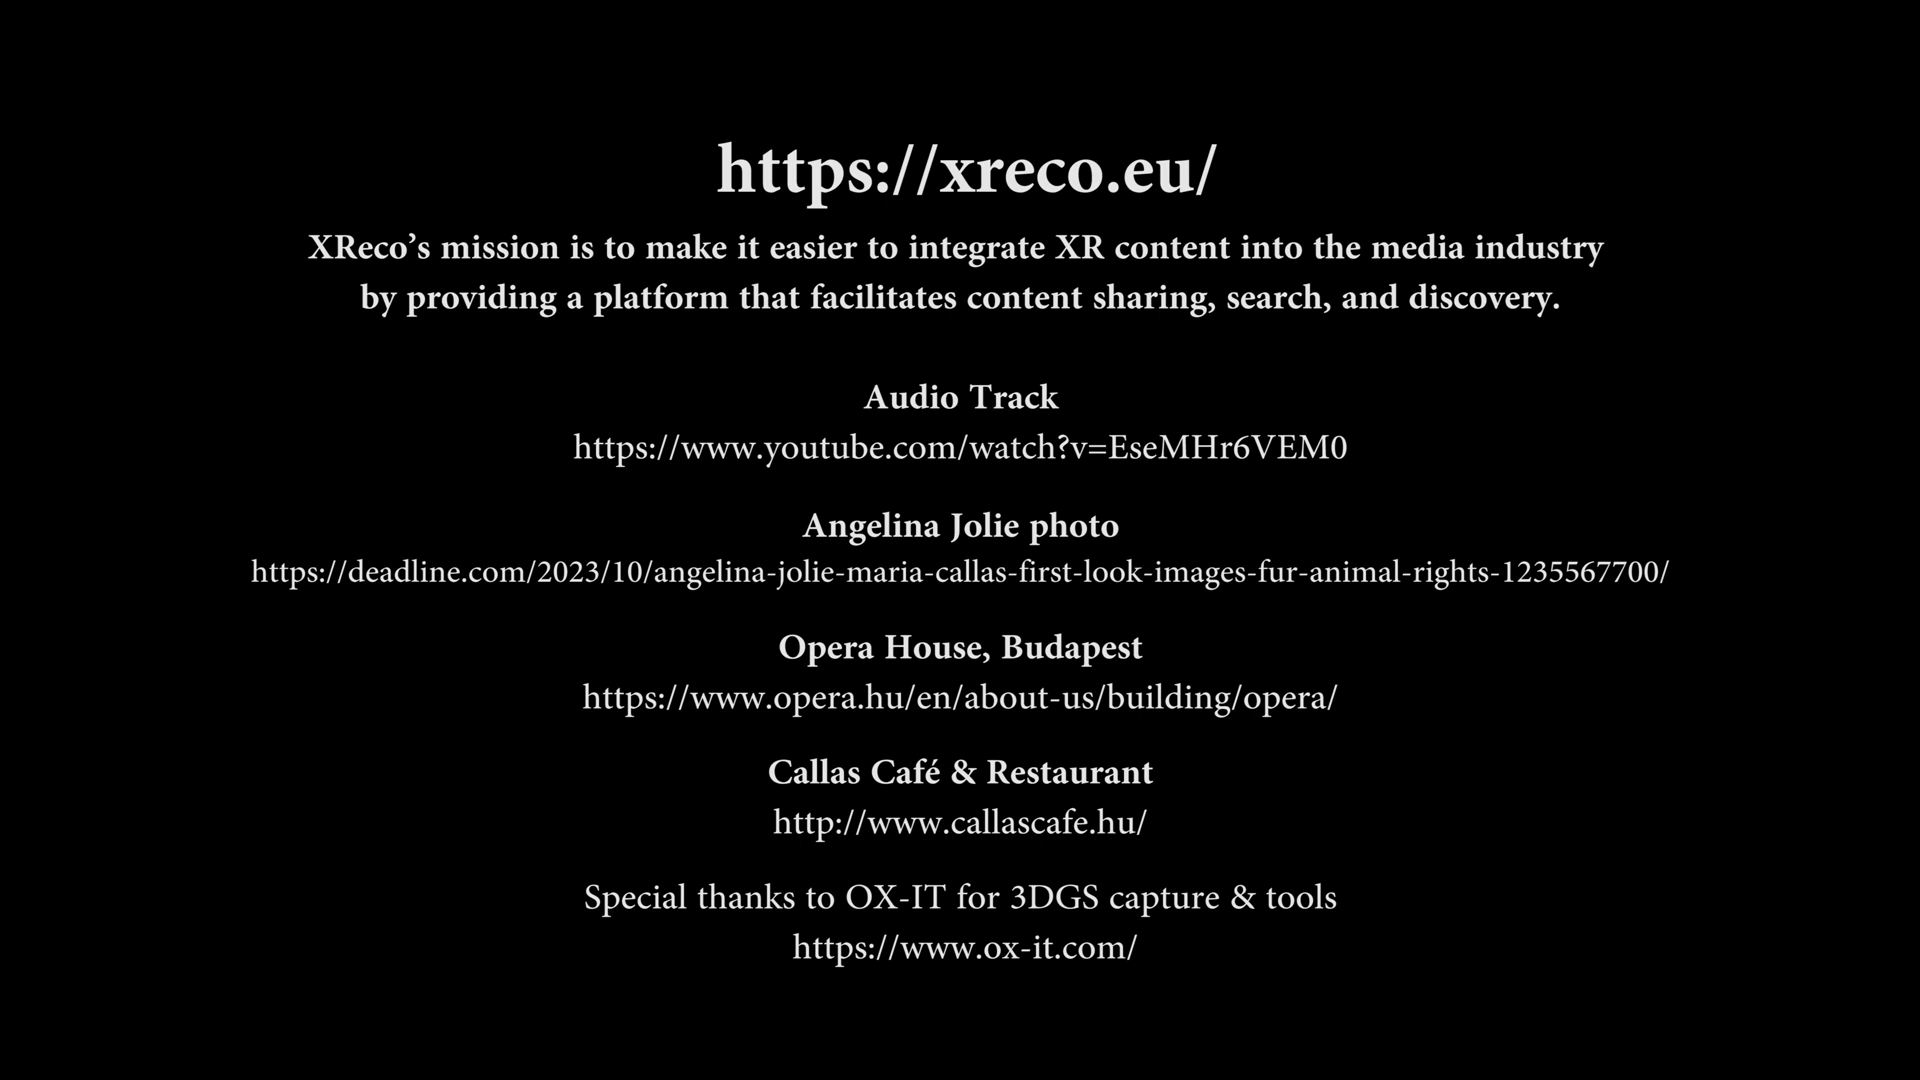 https://xreco.eu/
XReco’s mission is to make it easier to integrate XR content into the media industry
by providing a platform that facilitates content sharing, search, and discovery.
Audio Track
https://www.youtube.com/watch?v=EseMHr6VEM0
Angelina Jolie photo
https://deadline.com/2023/10/angelina-jolie-maria-callas-first-look-images-fur-animal-rights-1235567700/
Opera House, Budapest
https://www.opera.hu/en/about-us/building/opera/
Callas Café & Restaurant
http://www.callascafe.hu/
Special thanks to OX-IT for 3DGS capture & tools
https://www.ox-it.com/